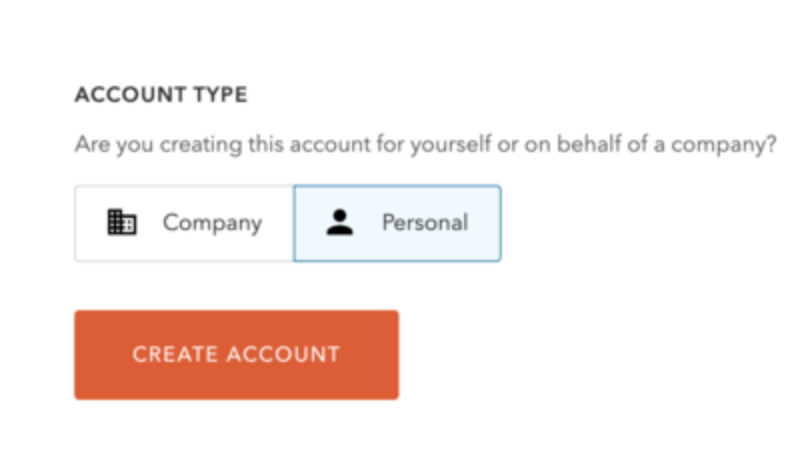 ACCOUNT TYPE
Are you creating this account for yourself or on behalf of a company?
Company Personal
CREATE ACCOUNT